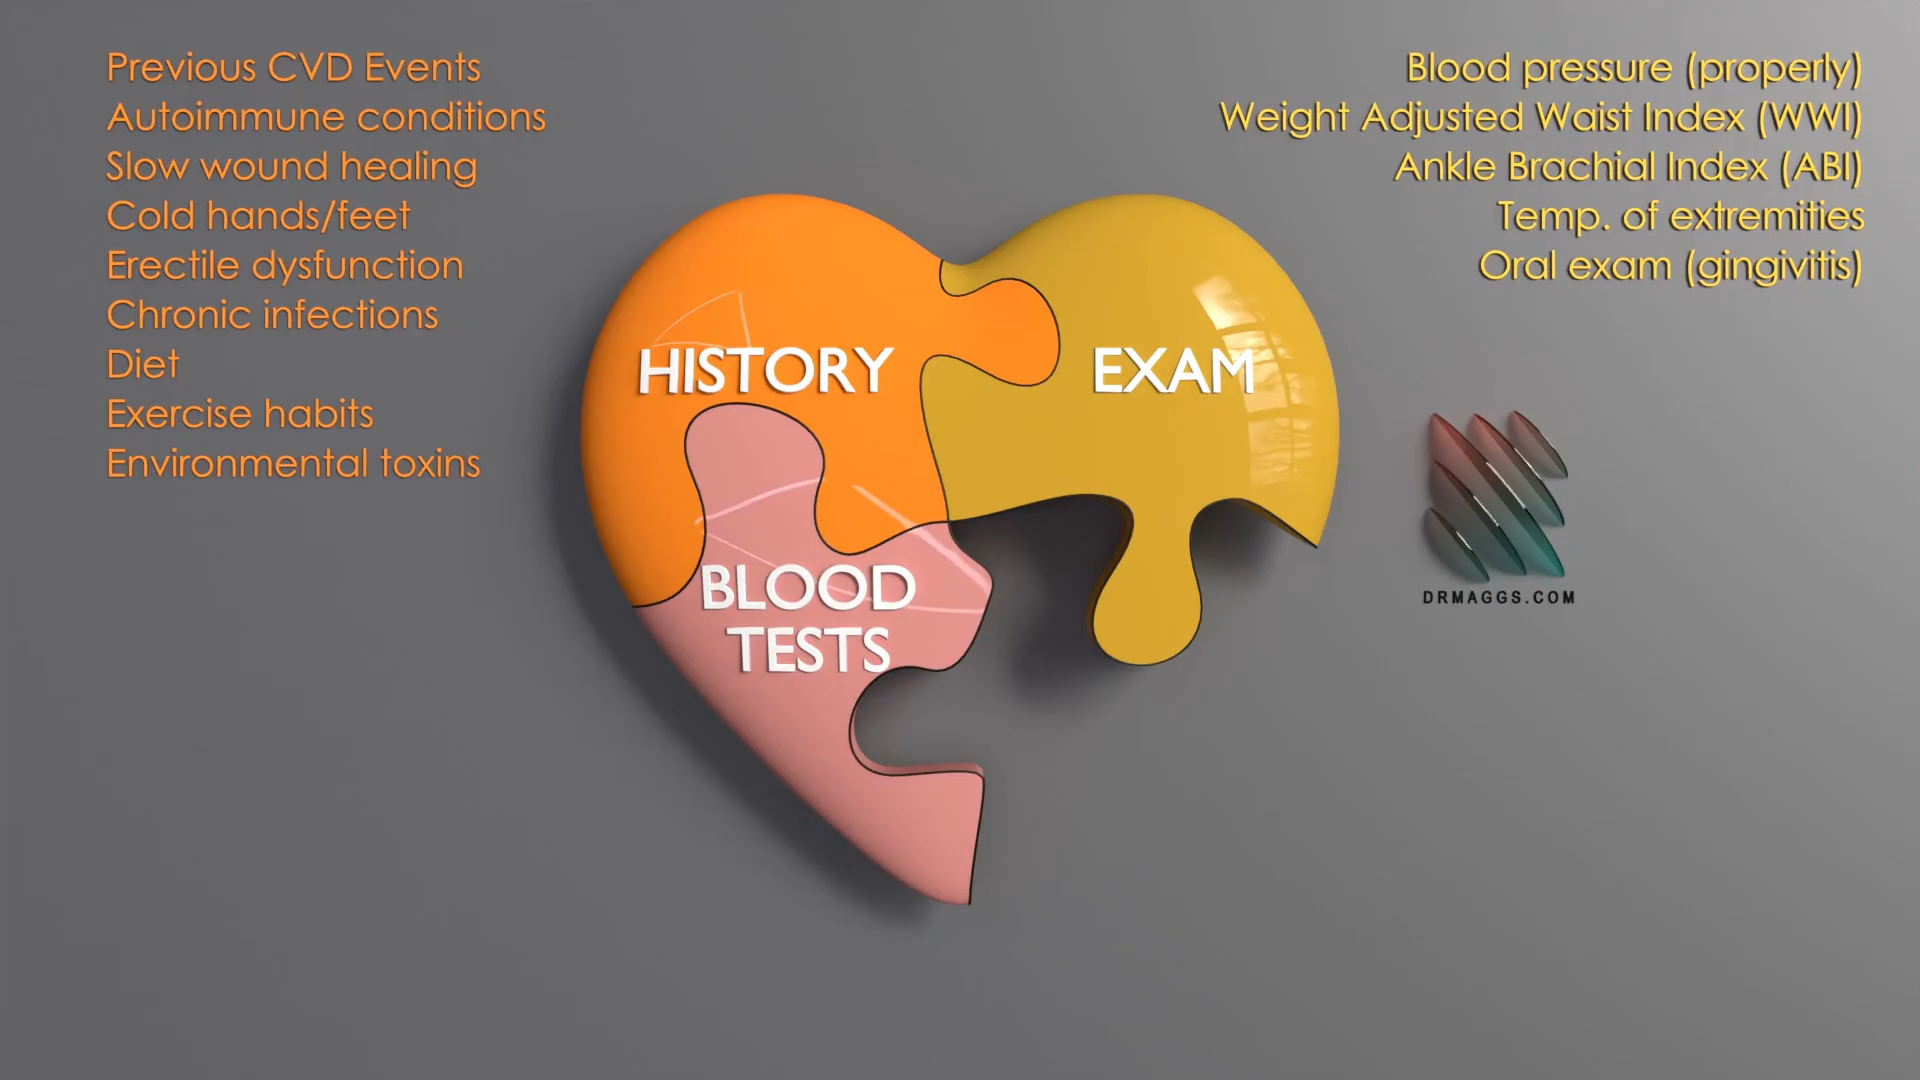 Previous CVD Events
Autoimmune conditions
Slow wound healing
Cold hands/feet
Erectile dysfunction
Chronic infections
Diet
Exercise habits
Environmental toxins
Blood pressure (properly)
Weight Adjusted Waist Index (WWI)
Ankle Brachial Index (ABI)
Temp. of extremities
Oral exam (gingivitis)
HISTORY
EXAM
BLOOD
TESTS
DRMAGGS.COM